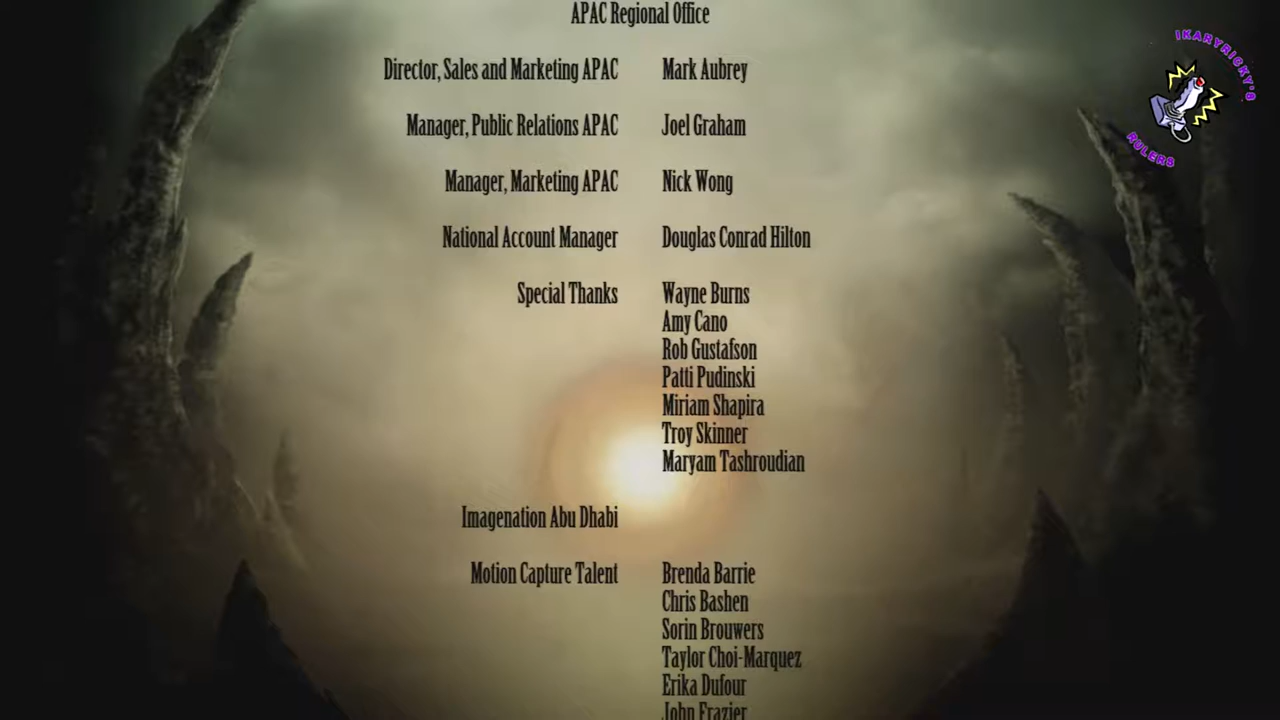 APAC Regional Office
Director, Sales and Marketing APAC Mark Aubrey
Manager, Public Relations APAC Joel Graham
Manager, Marketing APAC Nick Wong
National Account Manager Douglas Conrad Hilton
Special Thanks Wayne Burns
Amy Cano
Rob Gustafson
Patti Pudinski
Miriam Shapira
Troy Skinner
Maryam Tashroudian
Imagenation Abu Dhabi
Motion Capture Talent Brenda Barrie
Chris Bashen
Sorin Brouwers
Taylor Choi-Marquez
Erika Dufour
John Frazier
IKARYRICKY'S
RULERS